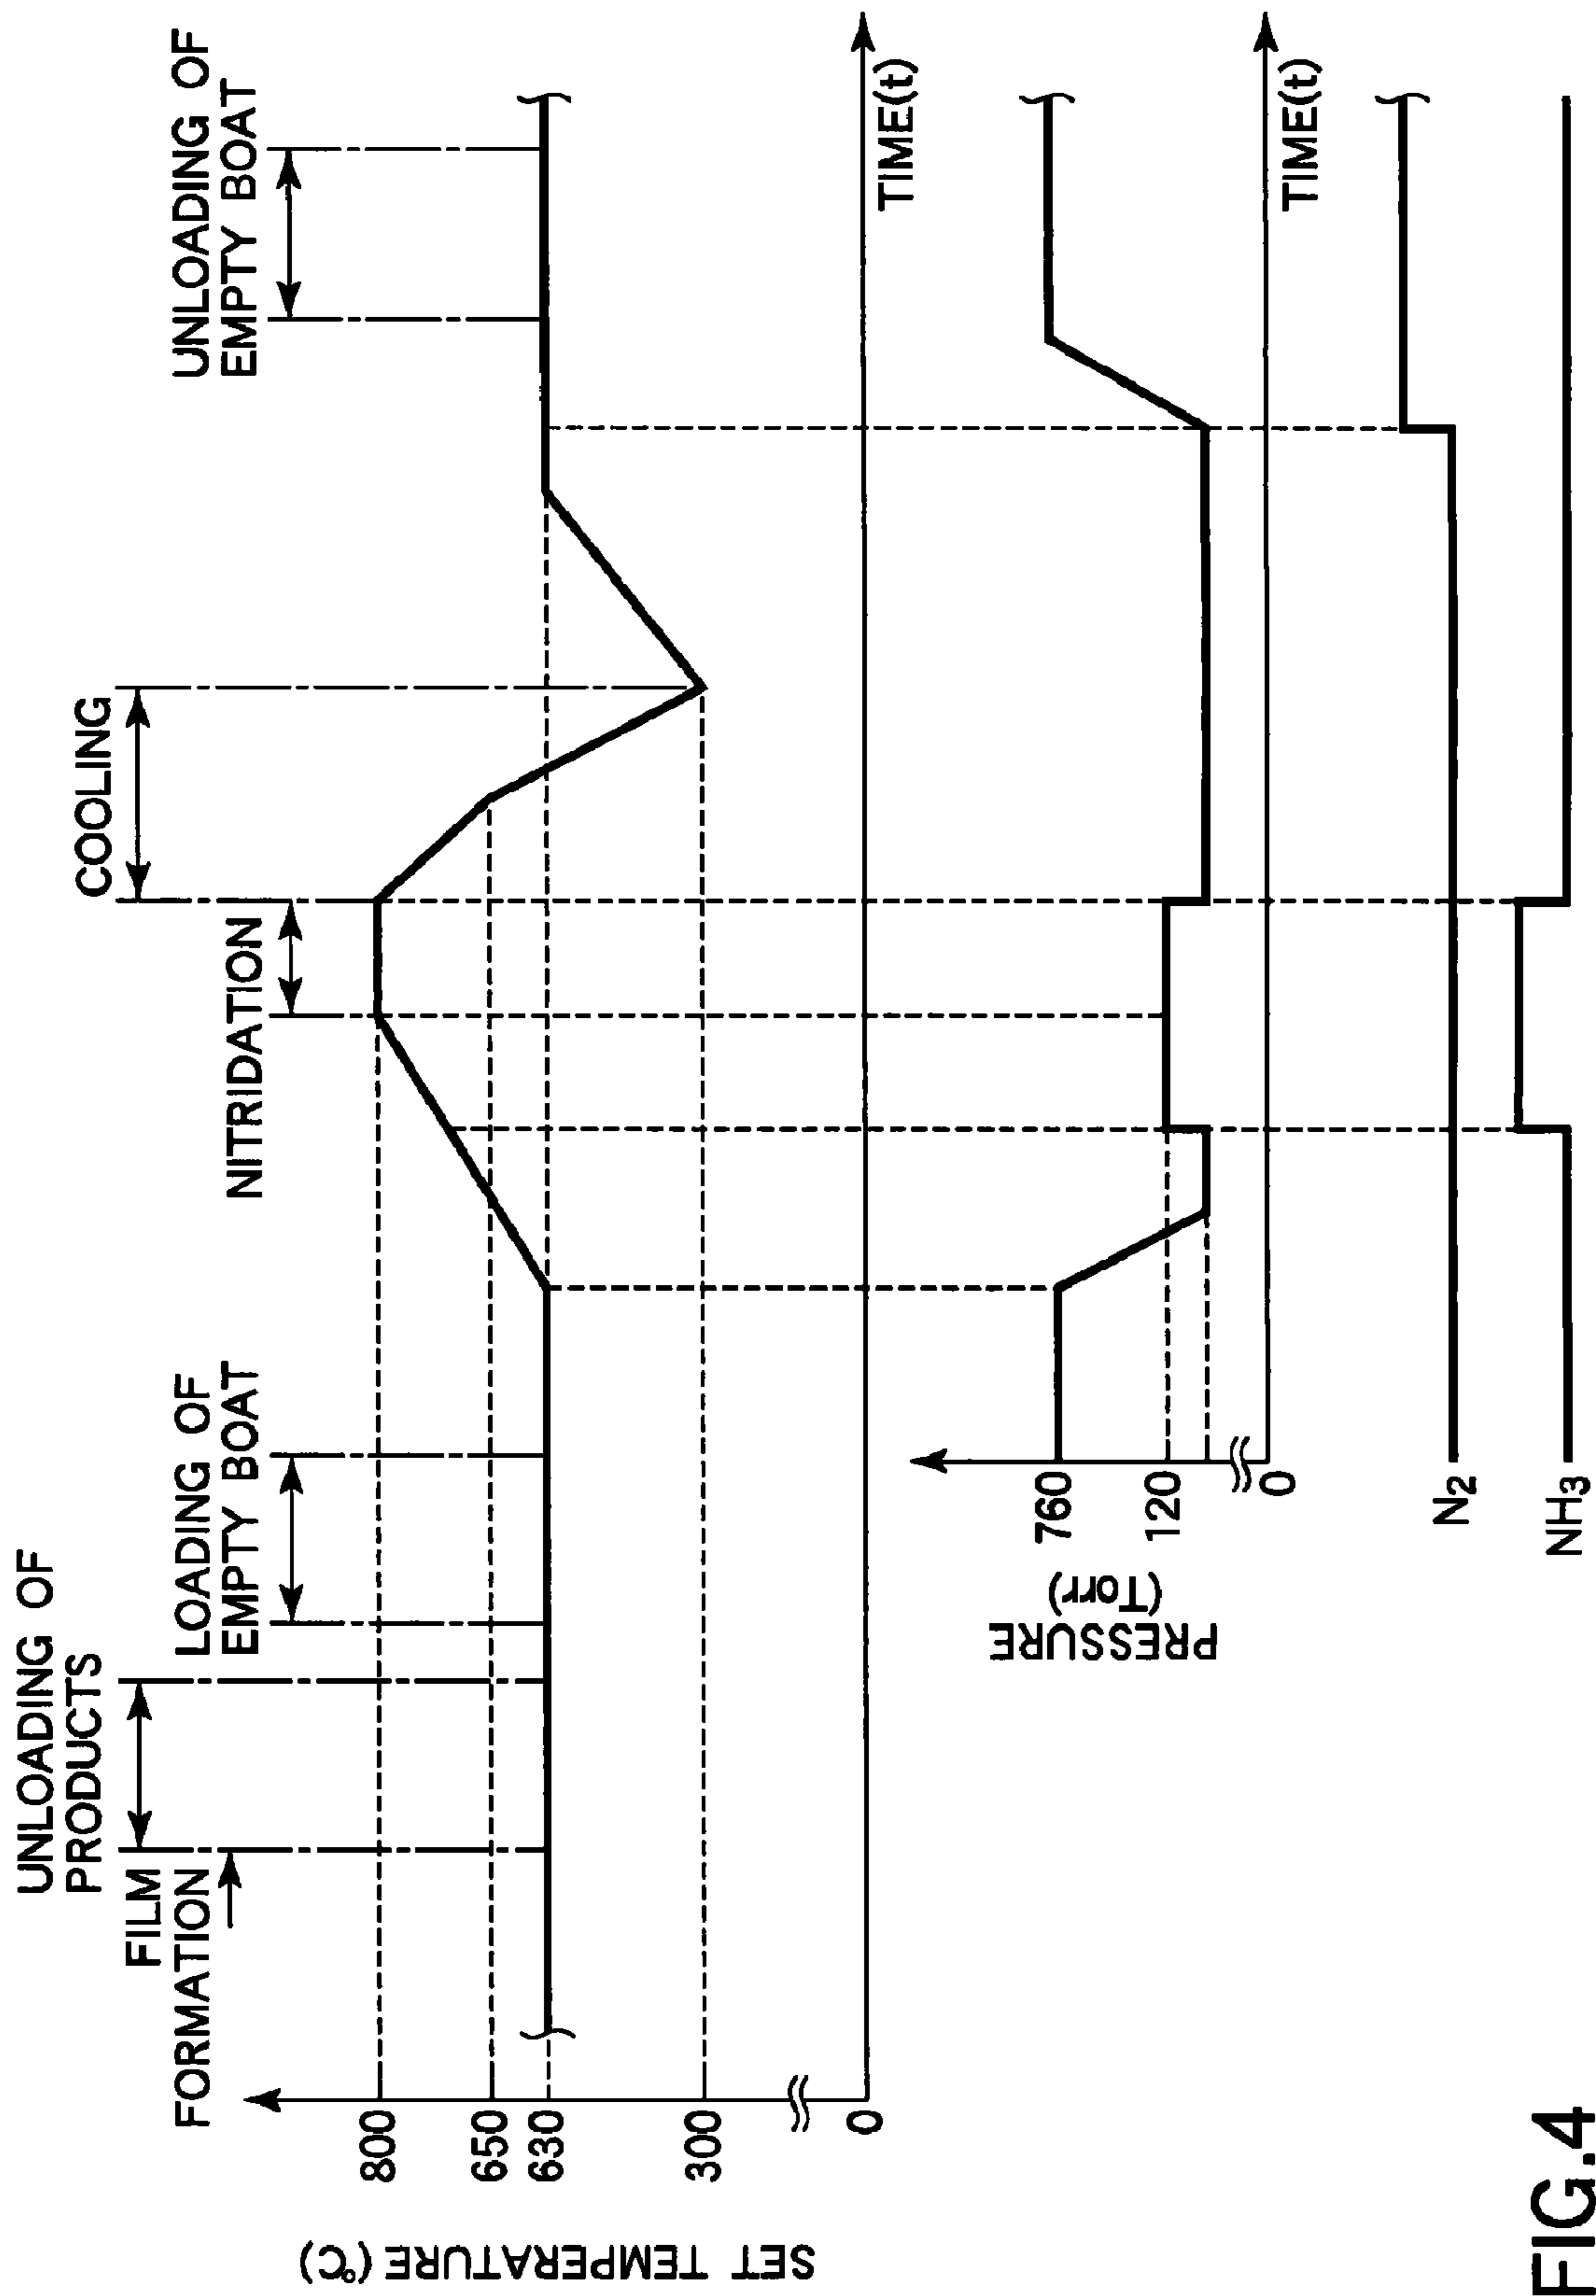 UNLOADING OF
PRODUCTS
FILM
FORMATION
LOADING OF
EMPTY BOAT
NITRIDATION
COOLING
UNLOADING OF
EMPTY BOAT
SET TEMPERATURE (°C)
800
650
630
300
0
TIME(t)
PRESSURE
(Torr)
760
120
0
TIME(t)
N2
NH3
FIG.4